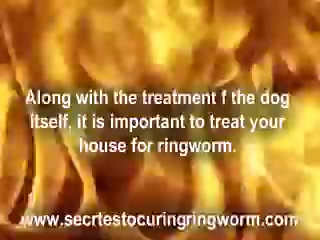 Along with the treatment f the dog
itself, it is important to treat your
house for ringworm.
www.secrtestocuringringworm.com